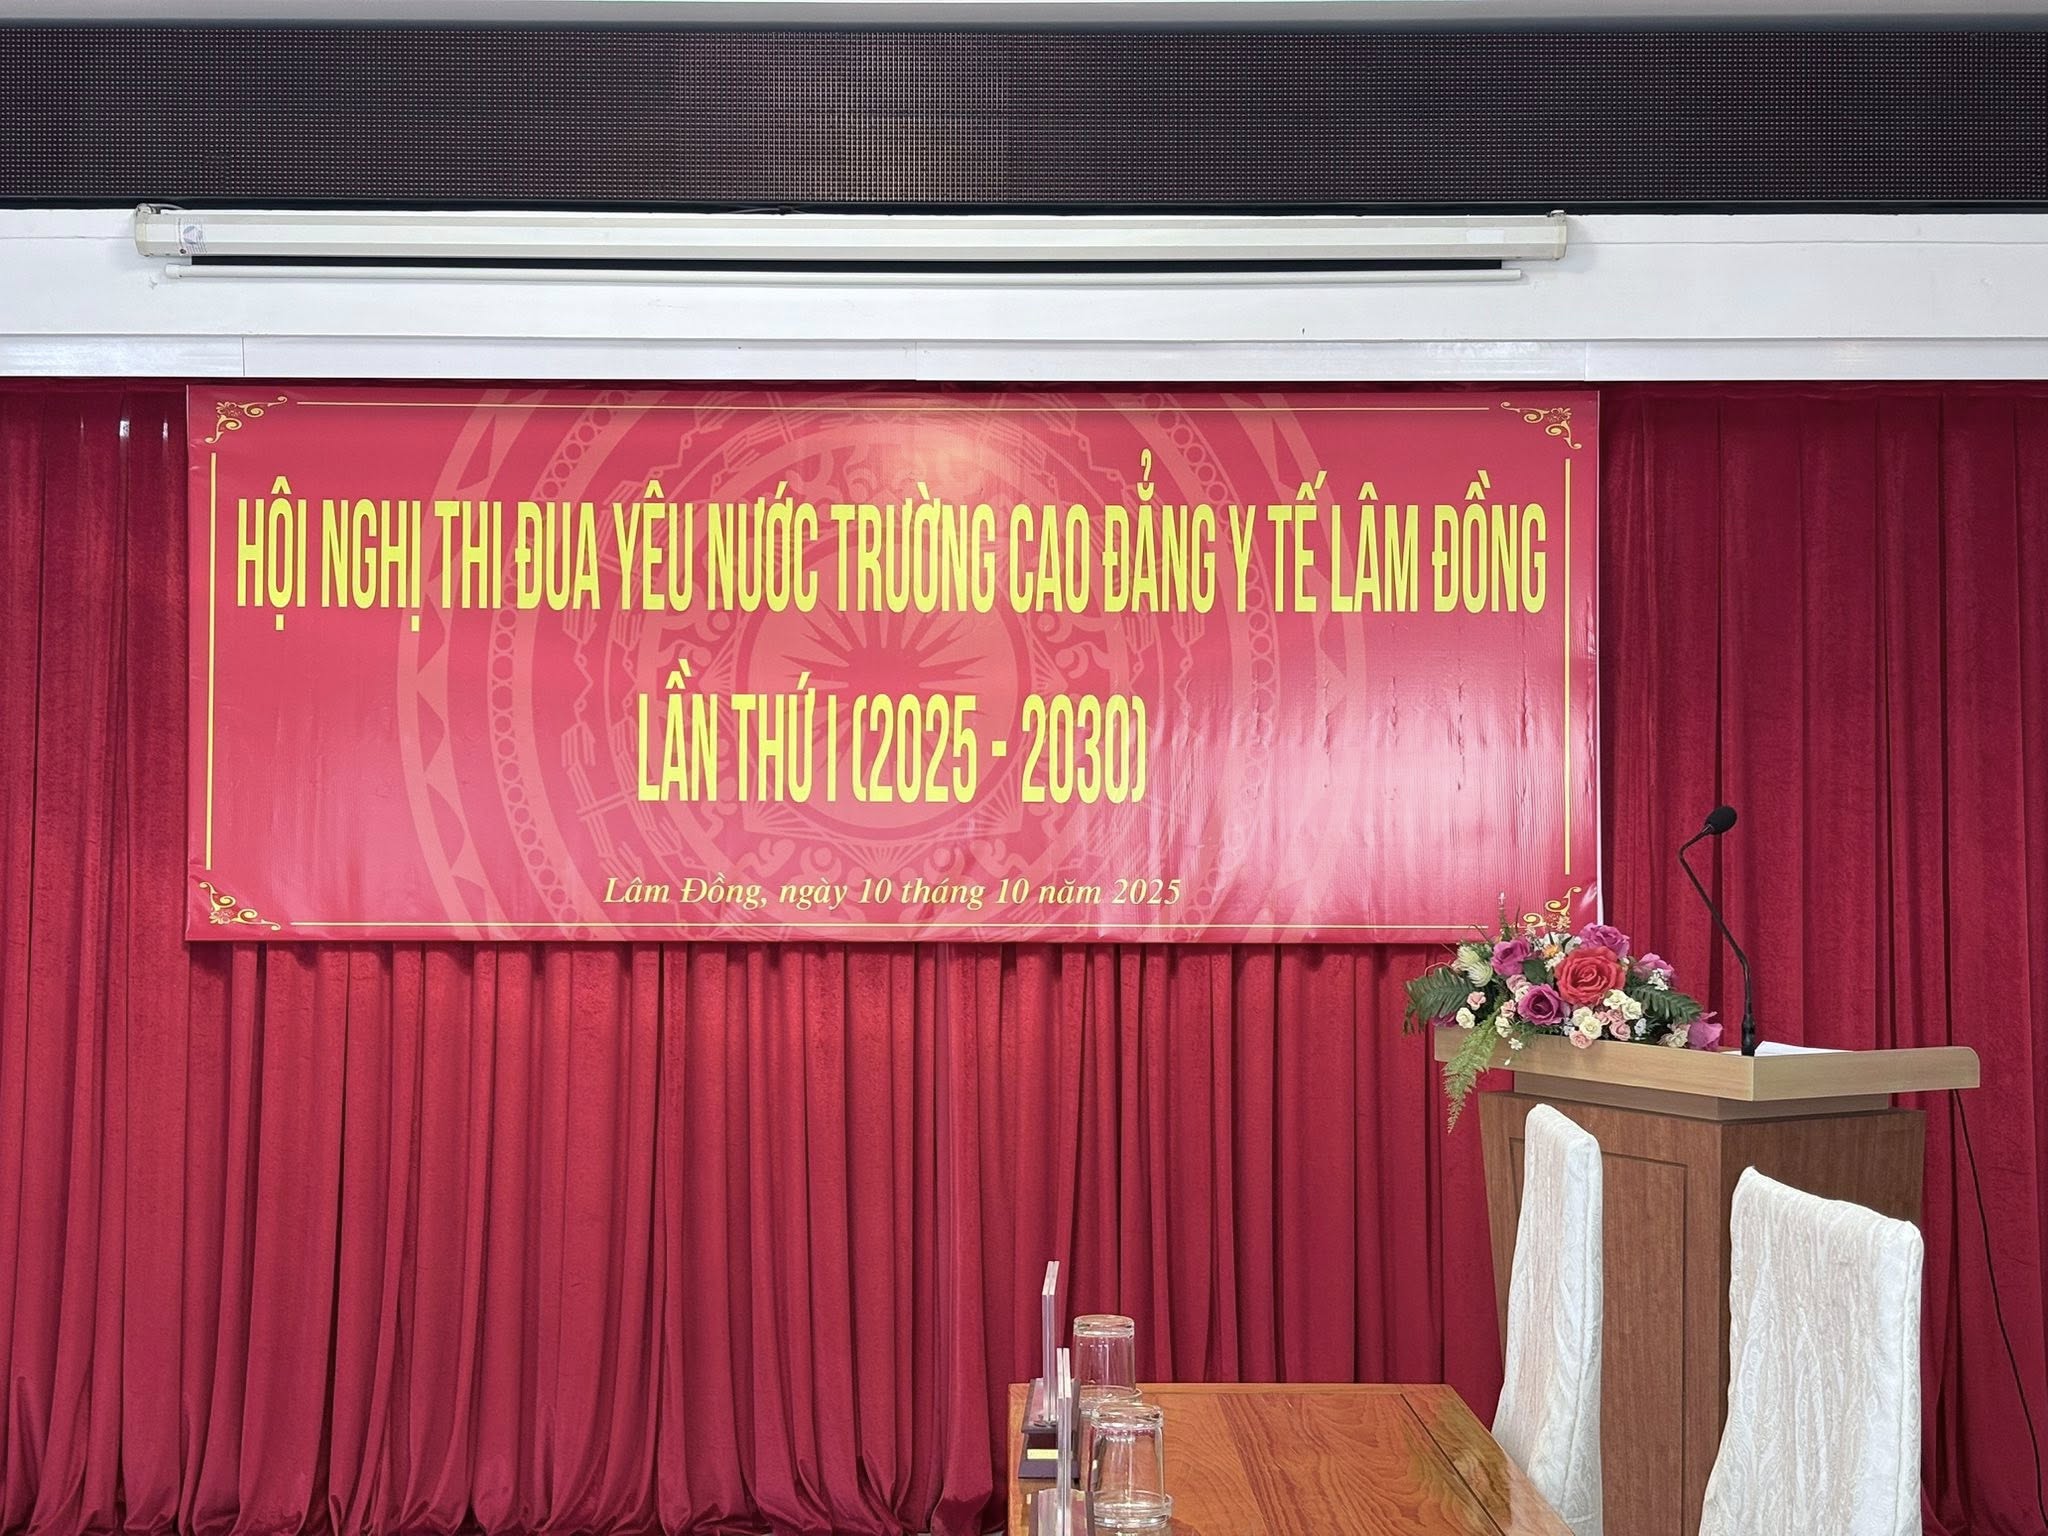 HỘI NGHỊ THI ĐUA YÊU NƯỚC TRƯỜNG CAO ĐẲNG Y TẾ LÂM ĐỒNG
LẦN THỨ I (2025 - 2030)
Lâm Đồng, ngày 10 tháng 10 năm 2025